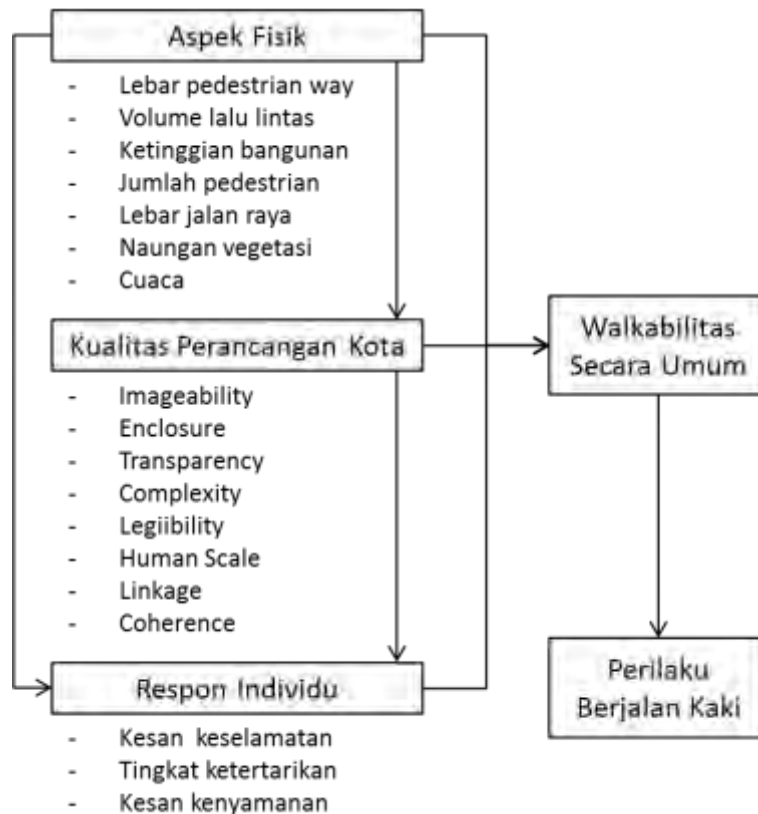 Aspek Fisik
- Lebar pedestrian way
- Volume lalu lintas
- Ketinggian bangunan
- Jumlah pedestrian
- Lebar jalan raya
- Naungan vegetasi
- Cuaca
Kualitas Perancangan Kota
- Imageability
- Enclosure
- Transparency
- Complexity
- Legiibility
- Human Scale
- Linkage
- Coherence
Respon Individu
- Kesan keselamatan
- Tingkat ketertarikan
- Kesan kenyamanan
Walkabilitas
Secara Umum
Perilaku
Berjalan Kaki